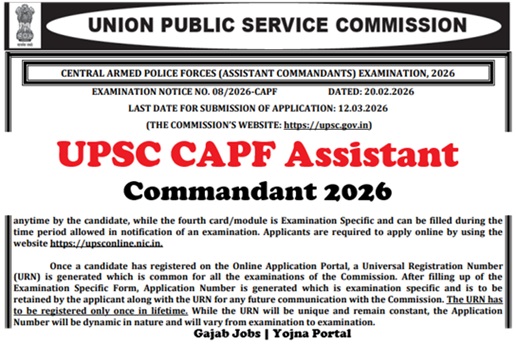 UNION PUBLIC SERVICE COMMISSION
CENTRAL ARMED POLICE FORCES (ASSISTANT COMMANDANTS) EXAMINATION, 2026
EXAMINATION NOTICE NO. 08/2026-CAPF DATED: 20.02.2026
LAST DATE FOR SUBMISSION OF APPLICATION: 12.03.2026
(THE COMMISSION'S WEBSITE: https://upsc.gov.in)
UPSC CAPF Assistant
Commandant 2026
anytime by the candidate, while the fourth card/module is Examination Specific and can be filled during the
time period allowed in notification of an examination. Applicants are required to apply online by using the
website https://upsconline.nic.in.
Once a candidate has registered on the Online Application Portal, a Universal Registration Number
(URN) is generated which is common for all the examinations of the Commission. After filling up of the
Examination Specific Form, Application Number is generated which is examination specific and is to be
retained by the applicant along with the URN for any future communication with the Commission. The URN has
to be registered only once in lifetime. While the URN will be unique and remain constant, the Application
Number will be dynamic in nature and will vary from examination to examination.
Gajab Jobs | Yojna Portal